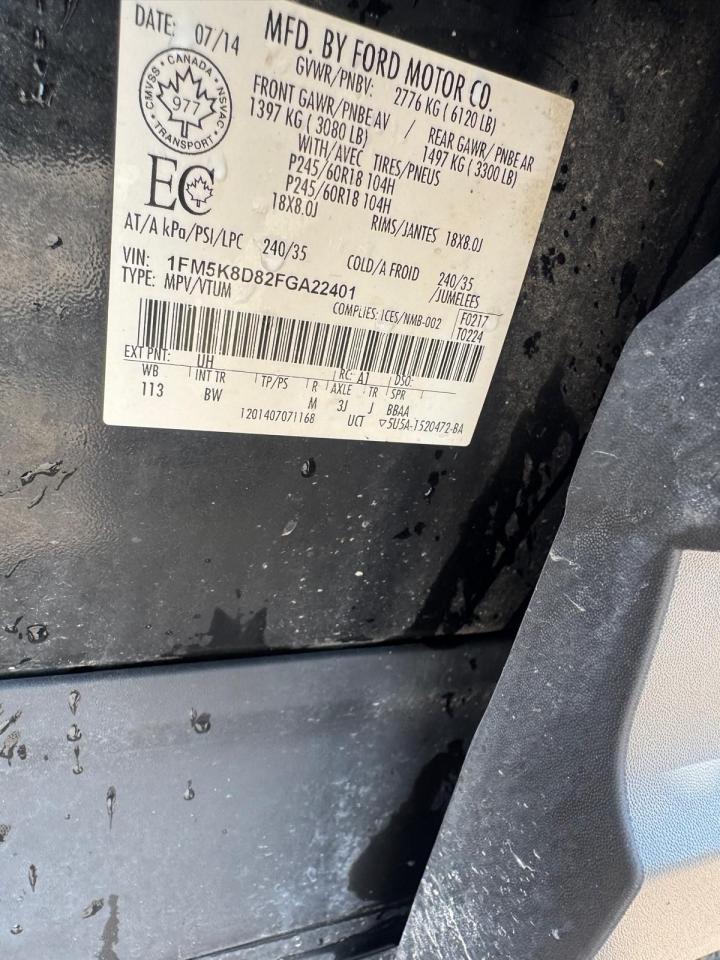 DATE: 07/14
MFD. BY FORD MOTOR CO.
GVWR/PNBV: 2776 KG ( 6120 LB)
CMVSS · CANADA · NSVAC · TRANSPORT ·
977
FRONT GAWR/PNBE AV / REAR GAWR/ PNBE AR
1397 KG ( 3080 LB) 1497 KG ( 3300 LB)
WITH/AVEC TIRES/PNEUS
P245/60R18 104H
P245/60R18 104H
18X8.0J RIMS/JANTES 18X8.0J
EC
AT/A kPa/PSI/LPC 240/35 COLD/A FROID 240/35
/JUMELEES
VIN: 1FM5K8D82FGA22401
TYPE: MPV/VTUM
COMPLIES: ICES/NMB-002
F0217
T0224
EXT PNT: UH RC: A1 DSO:
WB INT TR TP/PS R AXLE TR SPR
113 BW M 3J J BBAA
1201407071168 UCT ▽5U5A-1520472-BA